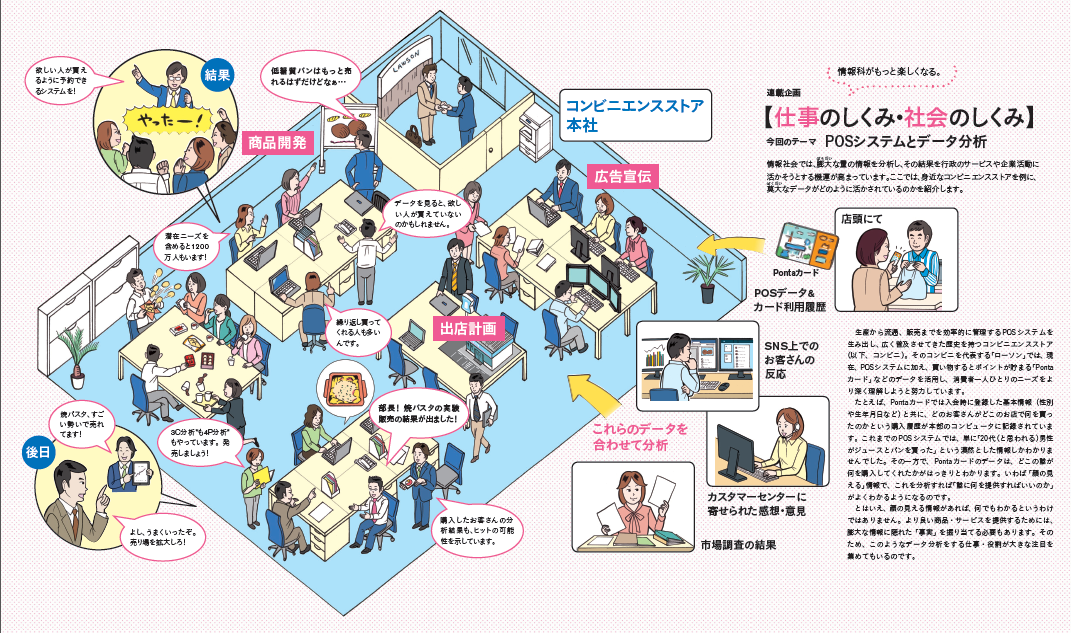 欲しい人が買え
るように予約でき
るシステムを!
結果
やったー!
商品開発
低糖質パンはもっと売
れるはずだけどなぁ…
LAWSON
コンビニエンスストア
本社
広告宣伝
データを見ると、欲し
い人が買えていない
のかもしれません。
潜在ニーズを
含めると1200
万人もいます!
繰り返し買って
くれる人も多い
んです。
出店計画
部長! 焼パスタの実験
販売の結果が出ました!
焼パスタ、すご
い勢いで売れ
てます!
後日
3C分析*も4P分析*
もやっています。発
売しましょう!
よし、うまくいったぞ。
売り場を拡大しろ!
購入したお客さんの分
析結果も、ヒットの可能
性を示しています。
情報科がもっと楽しくなる。
連載企画
【仕事のしくみ・社会のしくみ】
今回のテーマ POSシステムとデータ分析
情報社会では、膨大な量の情報を分析し、その結果を行政のサービスや企業活動に
活かそうとする機運が高まっています。ここでは、身近なコンビニエンスストアを例に、
莫大なデータがどのように活かされているのかを紹介します。
店頭にて
Pontaカード
POSデータ&
カード利用履歴
SNS上での
お客さんの
反応
これらのデータを
合わせて分析
カスタマーセンターに
寄せられた感想・意見
市場調査の結果
生産から流通、販売までを効率的に管理するPOSシステムを
生み出し、広く普及させてきた歴史を持つコンビニエンスストア
(以下、コンビニ)。そのコンビニを代表する「ローソン」では、現
在、POSシステムに加え、買い物するとポイントが貯まる「Ponta
カード」などのデータを活用し、消費者一人ひとりのニーズをよ
り深く理解しようと努力しています。
たとえば、Pontaカードでは入会時に登録した基本情報(性別
や生年月日など)と共に、どのお客さんがどこのお店で何を買っ
たのかという購入履歴が本部のコンピュータに記録されていま
す。これまでのPOSシステムでは、単に「20代(と思われる)男性
がジュースとパンを買った」という漠然とした情報しかわかりま
せんでした。その一方で、Pontaカードのデータは、どこの誰が
何を購入してくれたかがはっきりとわかります。いわば「顔の見
える」情報で、これを分析すれば「誰に何を提供すればいいのか」
がよくわかるようになるのです。
とはいえ、顔の見える情報があれば、何でもわかるというわけ
ではありません。より良い商品・サービスを提供するためには、
膨大な情報に隠れた「事実」を掘り当てる必要もあります。その
ため、このようなデータ分析をする仕事・役割が大きな注目を
集めてもいるのです。